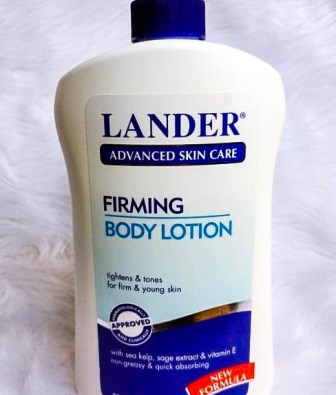 LANDER®
ADVANCED SKIN CARE
FIRMING
BODY LOTION
tightens & tones
for firm & young skin
APPROVED
with sea kelp, sage extract & vitamin E
non-greasy & quick absorbing
NEW
FORMULA